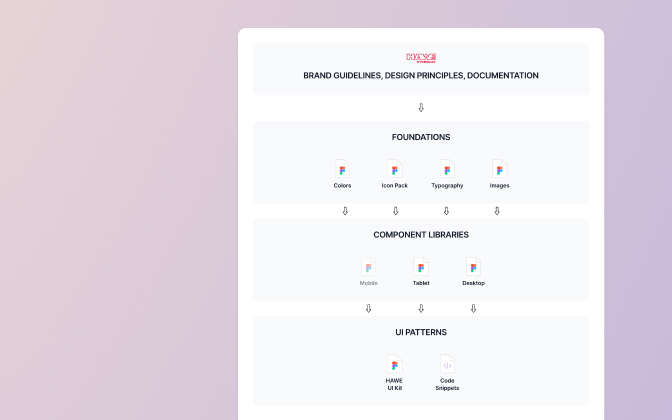 HAWE
HYDRAULIK
BRAND GUIDELINES, DESIGN PRINCIPLES, DOCUMENTATION
FOUNDATIONS
Colors
Icon Pack
Typography
Images
COMPONENT LIBRARIES
Mobile
Tablet
Desktop
UI PATTERNS
HAWE
UI Kit
Code
Snippets